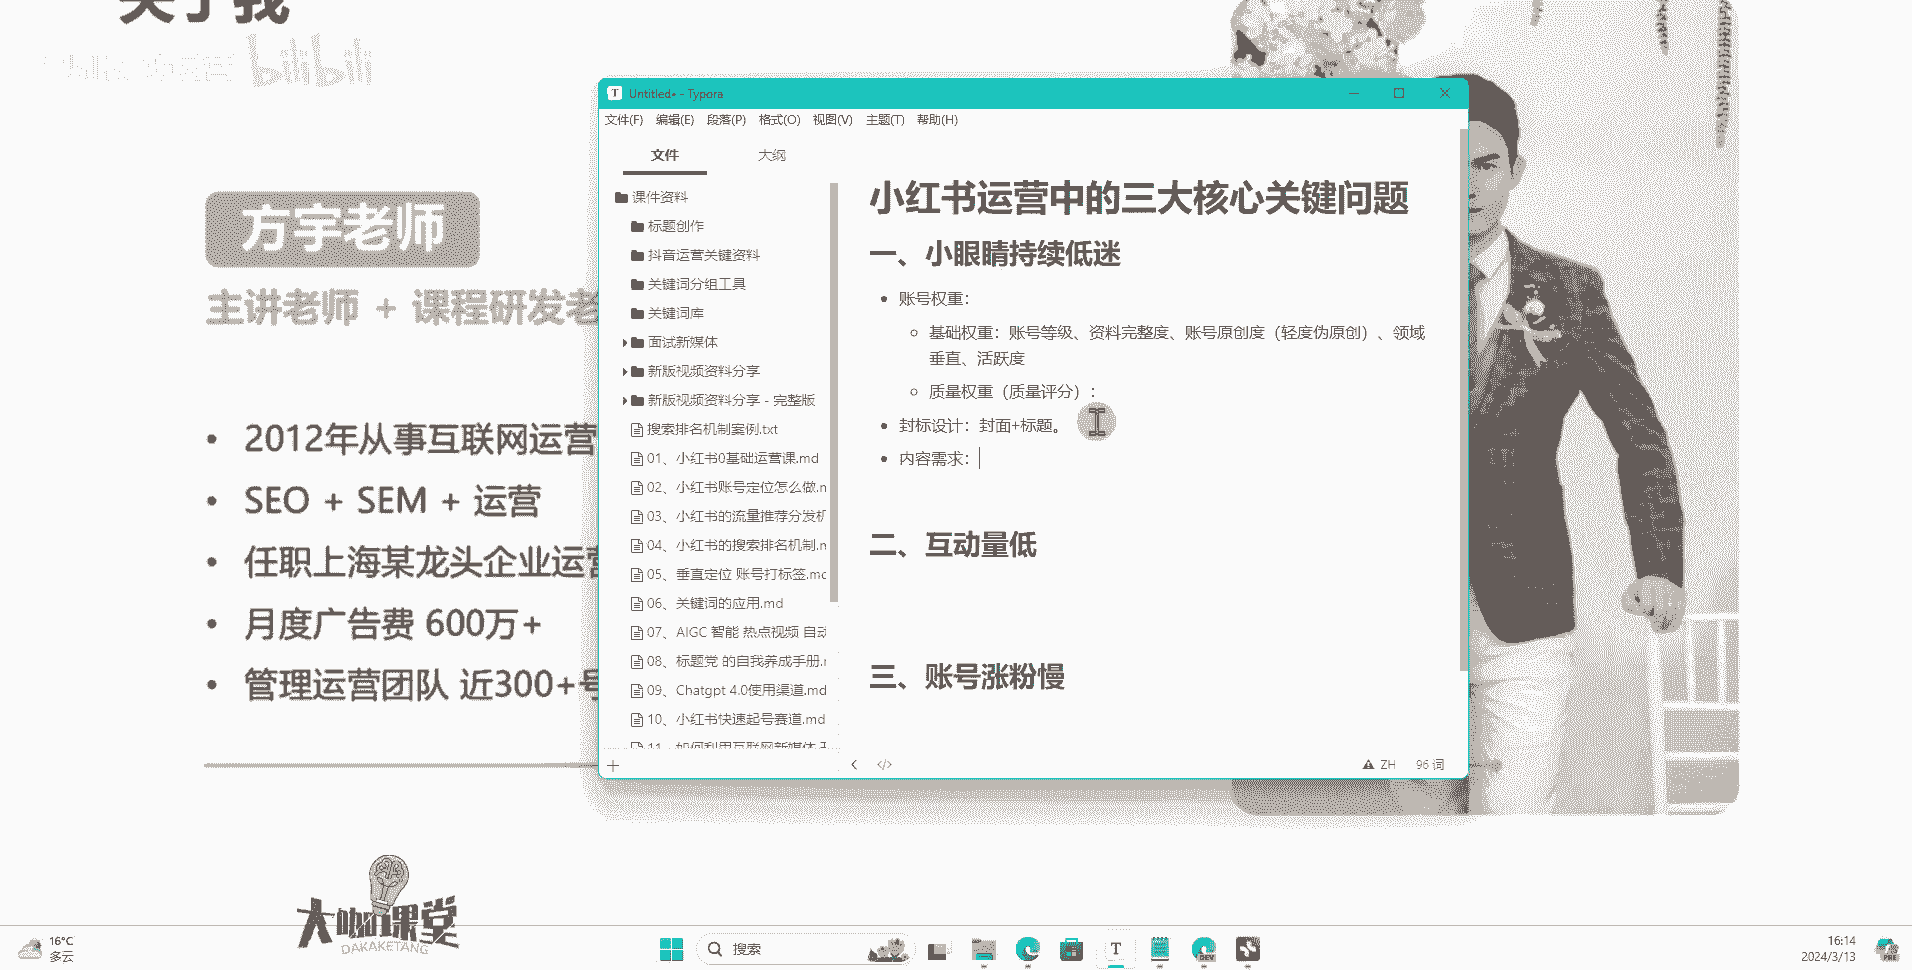 关于我
bilibili
方宇老师
主讲老师 + 课程研发老
• 2012年从事互联网运营
• SEO + SEM + 运营
• 任职上海某龙头企业运营
• 月度广告费 600万+
• 管理运营团队 近300+号
大咖课堂
DAKAKETANG
Untitled• - Typora
文件(F) 编辑(E) 段落(P) 格式(O) 视图(V) 主题(T) 帮助(H)
文件 大纲
课件资料
标题创作
抖音运营关键资料
关键词分组工具
关键词库
面试新媒体
新版视频资料分享
新版视频资料分享 - 完整版
搜索排名机制案例.txt
01、小红书0基础运营课.md
02、小红书账号定位怎么做.n
03、小红书的流量推荐分发机
04、小红书的搜索排名机制.n
05、垂直定位 账号打标签.mc
06、关键词的应用.md
07、AIGC 智能 热点视频 自动
08、标题党 的自我养成手册.r
09、Chatgpt 4.0使用渠道.md
10、小红书快速起号赛道.md
11、如何利用互联网新媒体
小红书运营中的三大核心关键问题
一、小眼睛持续低迷
• 账号权重：
基础权重：账号等级、资料完整度、账号原创度（轻度伪原创）、领域
垂直、活跃度
质量权重（质量评分）：
• 封标设计：封面+标题。
• 内容需求：
二、互动量低
三、账号涨粉慢
ZH 96 词
16°C
多云
搜索
T
DEV
16:14
2024/3/13
PRE